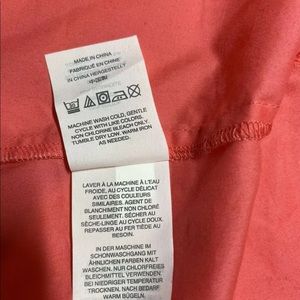 MADE IN CHINA
FABRIQUÉ EN CHINE
IN CHINA HERGESTELLT
中国製
MACHINE WASH COLD, GENTLE
CYCLE WITH LIKE COLORS.
NON CHLORINE BLEACH ONLY.
TUMBLE DRY LOW. WARM IRON
AS NEEDED.
LAVER À LA MACHINE À L'EAU
FROIDE, AU CYCLE DÉLICAT
AVEC DES COULEURS
SIMILAIRES. AGENT DE
BLANCHIMENT NON CHLORÉ
SEULEMENT. SÉCHER AU SÈCHE-
LINGE AU CYCLE DOUX.
REPASSER AU FER TIÈDE AU
BESOIN.
IN DER MASCHINE IM
SCHONWASCHGANG MIT
ÄHNLICHEN FARBEN KALT
WASCHEN. NUR CHLORFREIES
BLEICHMITTEL VERWENDEN.
BEI NIEDRIGER TEMPERATUR
TROCKNEN. NACH BEDARF
WARM BÜGELN.